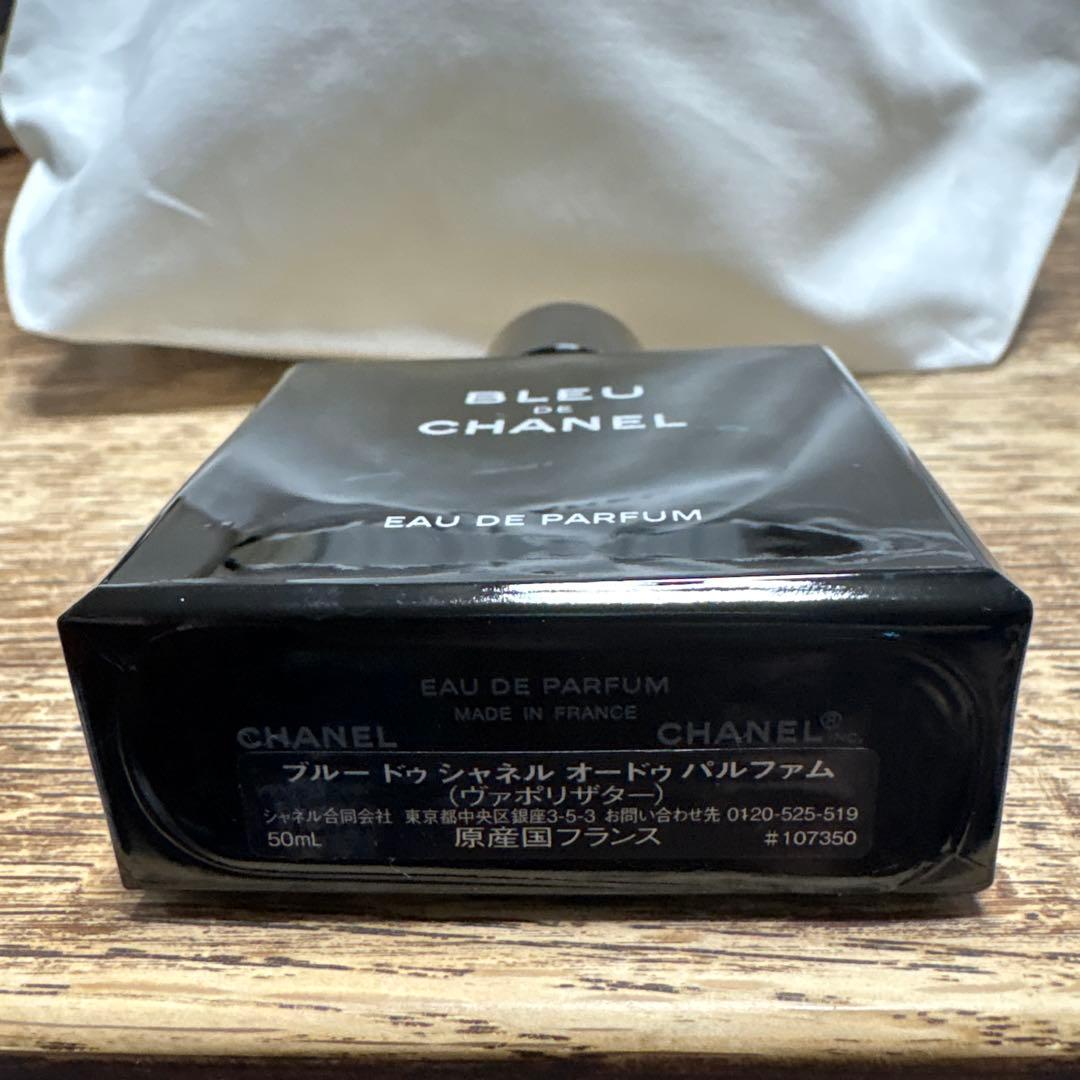 BLEU
DE
CHANEL
EAU DE PARFUM
EAU DE PARFUM
MADE IN FRANCE
CHANEL CHANEL® INC.
ブルー ドゥ シャネル オードゥ パルファム
（ヴァポリザター）
シャネル合同会社 東京都中央区銀座3-5-3 お問い合わせ先 0120-525-519
50mL 原産国フランス #107350